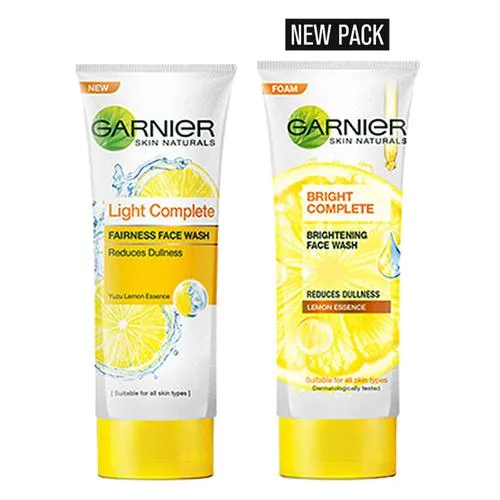 NEW PACK
NEW
GARNIER
SKIN NATURALS
Light Complete
FAIRNESS FACE WASH
Reduces Dullness
Yuzu Lemon Essence
[ Suitable for all skin types ]
FOAM
GARNIER
SKIN NATURALS
BRIGHT
COMPLETE
BRIGHTENING
FACE WASH
REDUCES DULLNESS
LEMON ESSENCE
Suitable for all skin types
Dermatologically tested